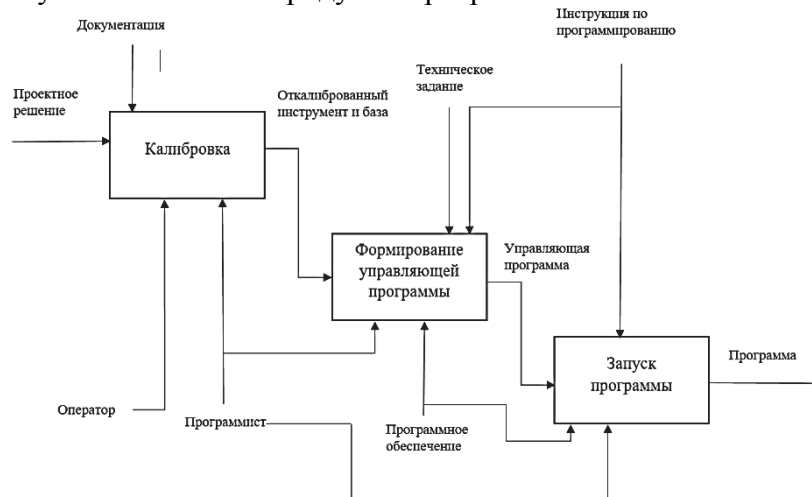 Документация
Инструкция по
программированию
Техническое
задание
Проектное
решение
Откалиброванный
инструмент и база
Калибровка
Формирование
управляющей
программы
Управляющая
программа
Запуск
программы
Программа
Оператор
Программист
Программное
обеспечение